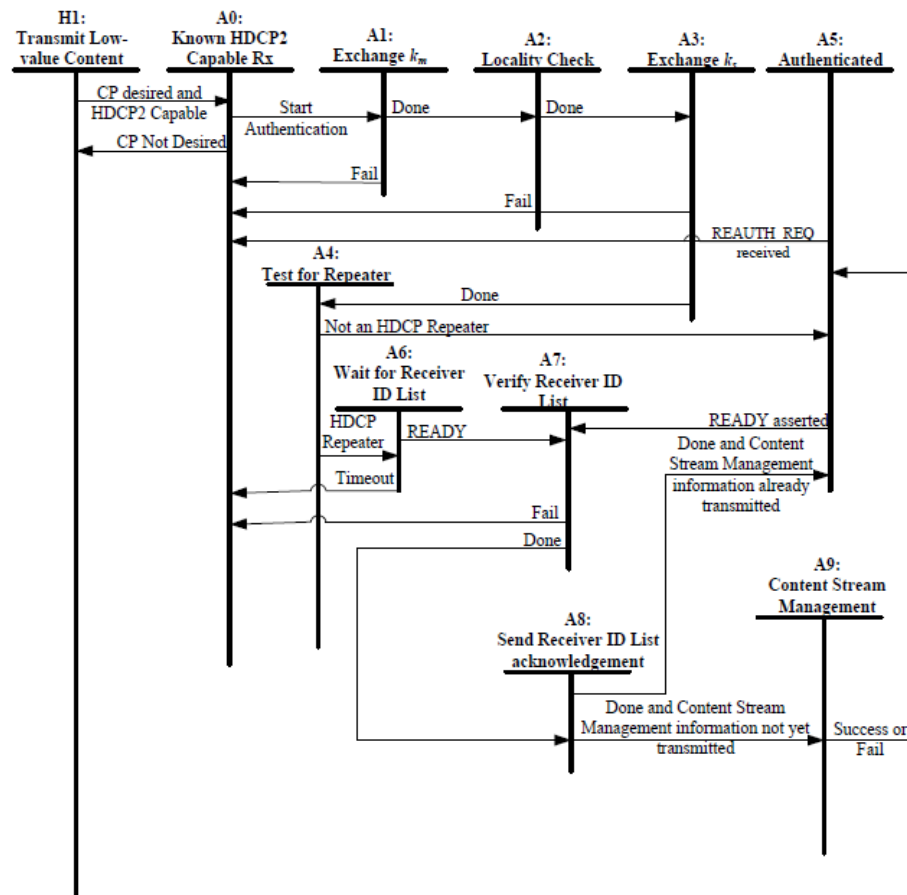 H1:
Transmit Low-
value Content
A0:
Known HDCP2
Capable Rx
A1:
Exchange km
A2:
Locality Check
A3:
Exchange ks
A5:
Authenticated
CP desired and
HDCP2 Capable
Start
Authentication
Done
Done
CP Not Desired
Fail
Fail
REAUTH_REQ
received
A4:
Test for Repeater
Done
Not an HDCP Repeater
A6:
Wait for Receiver
ID List
A7:
Verify Receiver ID
List
HDCP
Repeater
READY
READY asserted
Done and Content
Stream Management
information already
transmitted
Timeout
Fail
Done
A9:
Content Stream
Management
A8:
Send Receiver ID List
acknowledgement
Done and Content Stream
Management information not yet
transmitted
Success or
Fail